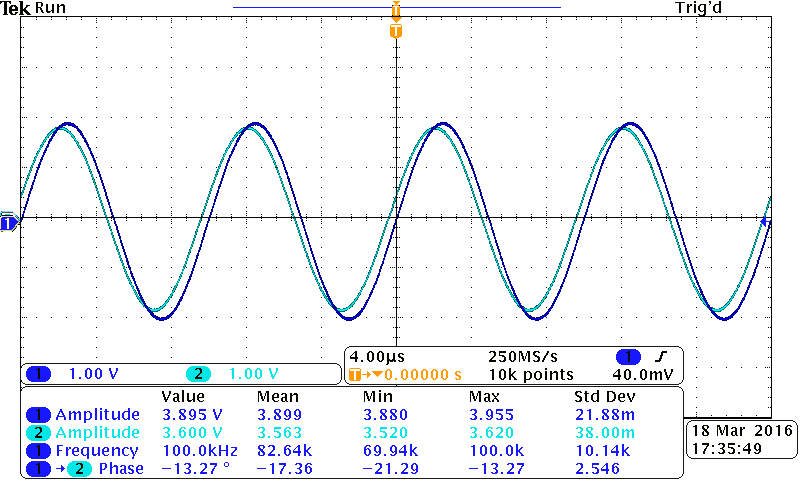 Tek Run Trig'd
T
T
1
1 1.00 V 2 1.00 V
4.00µs 250MS/s 1
T→▼0.00000 s 10k points 40.0mV
Value Mean Min Max Std Dev
1 Amplitude 3.895 V 3.899 3.880 3.955 21.88m
2 Amplitude 3.600 V 3.563 3.520 3.620 38.00m
1 Frequency 100.0kHz 82.64k 69.94k 100.0k 10.14k
1 → 2 Phase −13.27 ° −17.36 −21.29 −13.27 2.546
18 Mar 2016
17:35:49